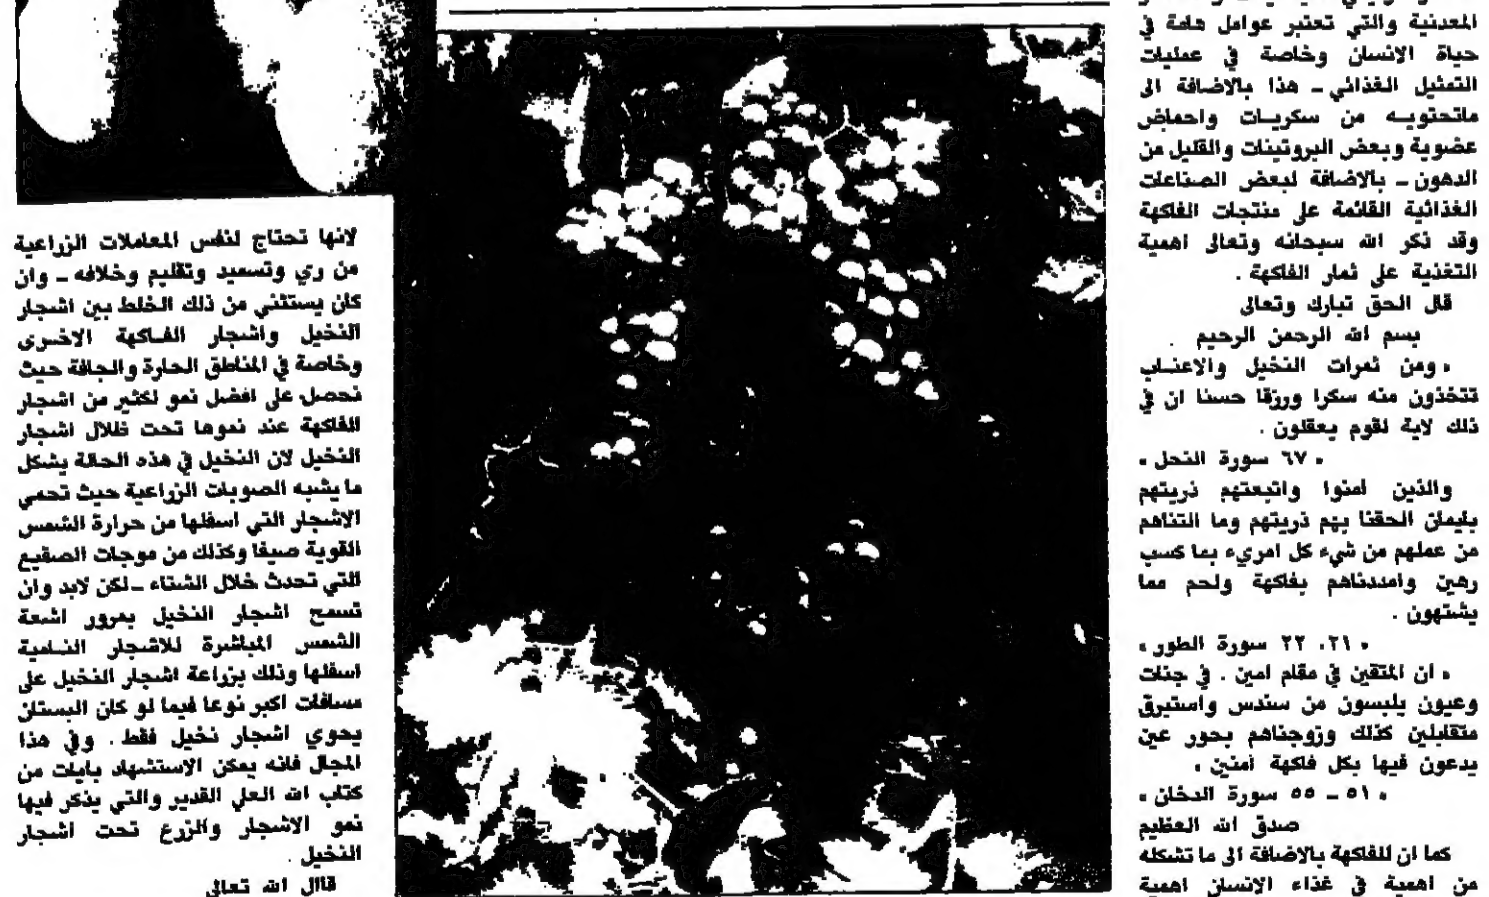 المعدنية والتي تعتبر عوامل هامة في
حياة الانسان وخاصة في عمليات
التمثيل الغذائي ـ هذا بالاضافة الى
ماتحتويه من سكريات واحماض
عضوية وبعض البروتينات والقليل من
الدهون ـ بالاضافة لبعض الصناعات
الغذائية القائمة على منتجات الفاكهة
وقد ذكر الله سبحانه وتعالى اهمية
التغذية على ثمار الفاكهة .
قال الحق تبارك وتعالى
بسم الله الرحمن الرحيم .
« ومن ثمرات النخيل والاعناب
تتخذون منه سكرا ورزقا حسنا ان في
ذلك لاية لقوم يعقلون .
« ٦٧ سورة النحل »
والذين امنوا واتبعتهم ذريتهم
بايمان الحقنا بهم ذريتهم وما التناهم
من عملهم من شيء كل امريء بما كسب
رهين وامددناهم بفاكهة ولحم مما
يشتهون .
« ٢١، ٢٢ سورة الطور »
« ان المتقين في مقام امين . في جنات
وعيون يلبسون من سندس واستبرق
متقابلين كذلك وزوجناهم بحور عين
يدعون فيها بكل فاكهة أمنين »
« ٥١ ـ ٥٥ سورة الدخان »
صدق الله العظيم
كما ان للفاكهة بالاضافة الى ما تشكله
من اهمية في غذاء الانسان اهمية
لانها تحتاج لنفس المعاملات الزراعية
من ري وتسميد وتقليم وخلافه ـ وان
كان يستثنى من ذلك الخلط بين اشجار
النخيل واشجار الفاكهة الاخرى
وخاصة في المناطق الحارة والجافة حيث
نحصل على افضل نمو لكثير من اشجار
الفاكهة عند نموها تحت ظلال اشجار
النخيل لان النخيل في هذه الحالة يشكل
ما يشبه الصوبات الزراعية حيث تحمي
الاشجار التي اسفلها من حرارة الشمس
القوية صيفا وكذلك من موجات الصقيع
التي تحدث خلال الشتاء ـ لكن لابد وان
تسمح اشجار النخيل بمرور اشعة
الشمس المباشرة للاشجار النامية
اسفلها وذلك بزراعة اشجار النخيل على
مسافات اكبر نوعا فيما لو كان البستان
يحوي اشجار نخيل فقط . وفي هذا
المجال فانه يمكن الاستشهاد بايات من
كتاب الله العلي القدير والتي يذكر فيها
نمو الاشجار والزرع تحت اشجار
النخيل .
قاال الله تعالى